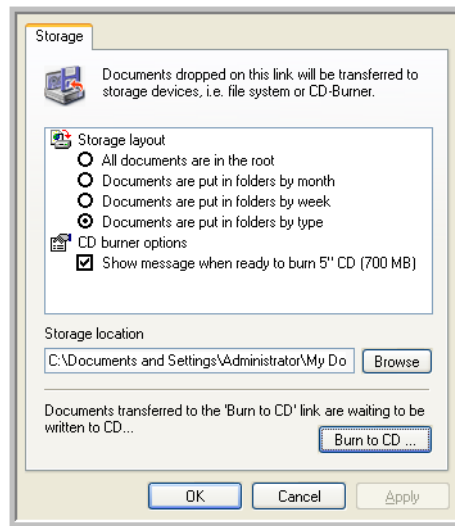 Storage
Documents dropped on this link will be transferred to
storage devices, i.e. file system or CD-Burner.
Storage layout
All documents are in the root
Documents are put in folders by month
Documents are put in folders by week
Documents are put in folders by type
CD burner options
Show message when ready to burn 5" CD (700 MB)
Storage location
C:\Documents and Settings\Administrator\My Do
Browse
Documents transferred to the 'Burn to CD' link are waiting to be
written to CD...
Burn to CD ...
OK Cancel Apply